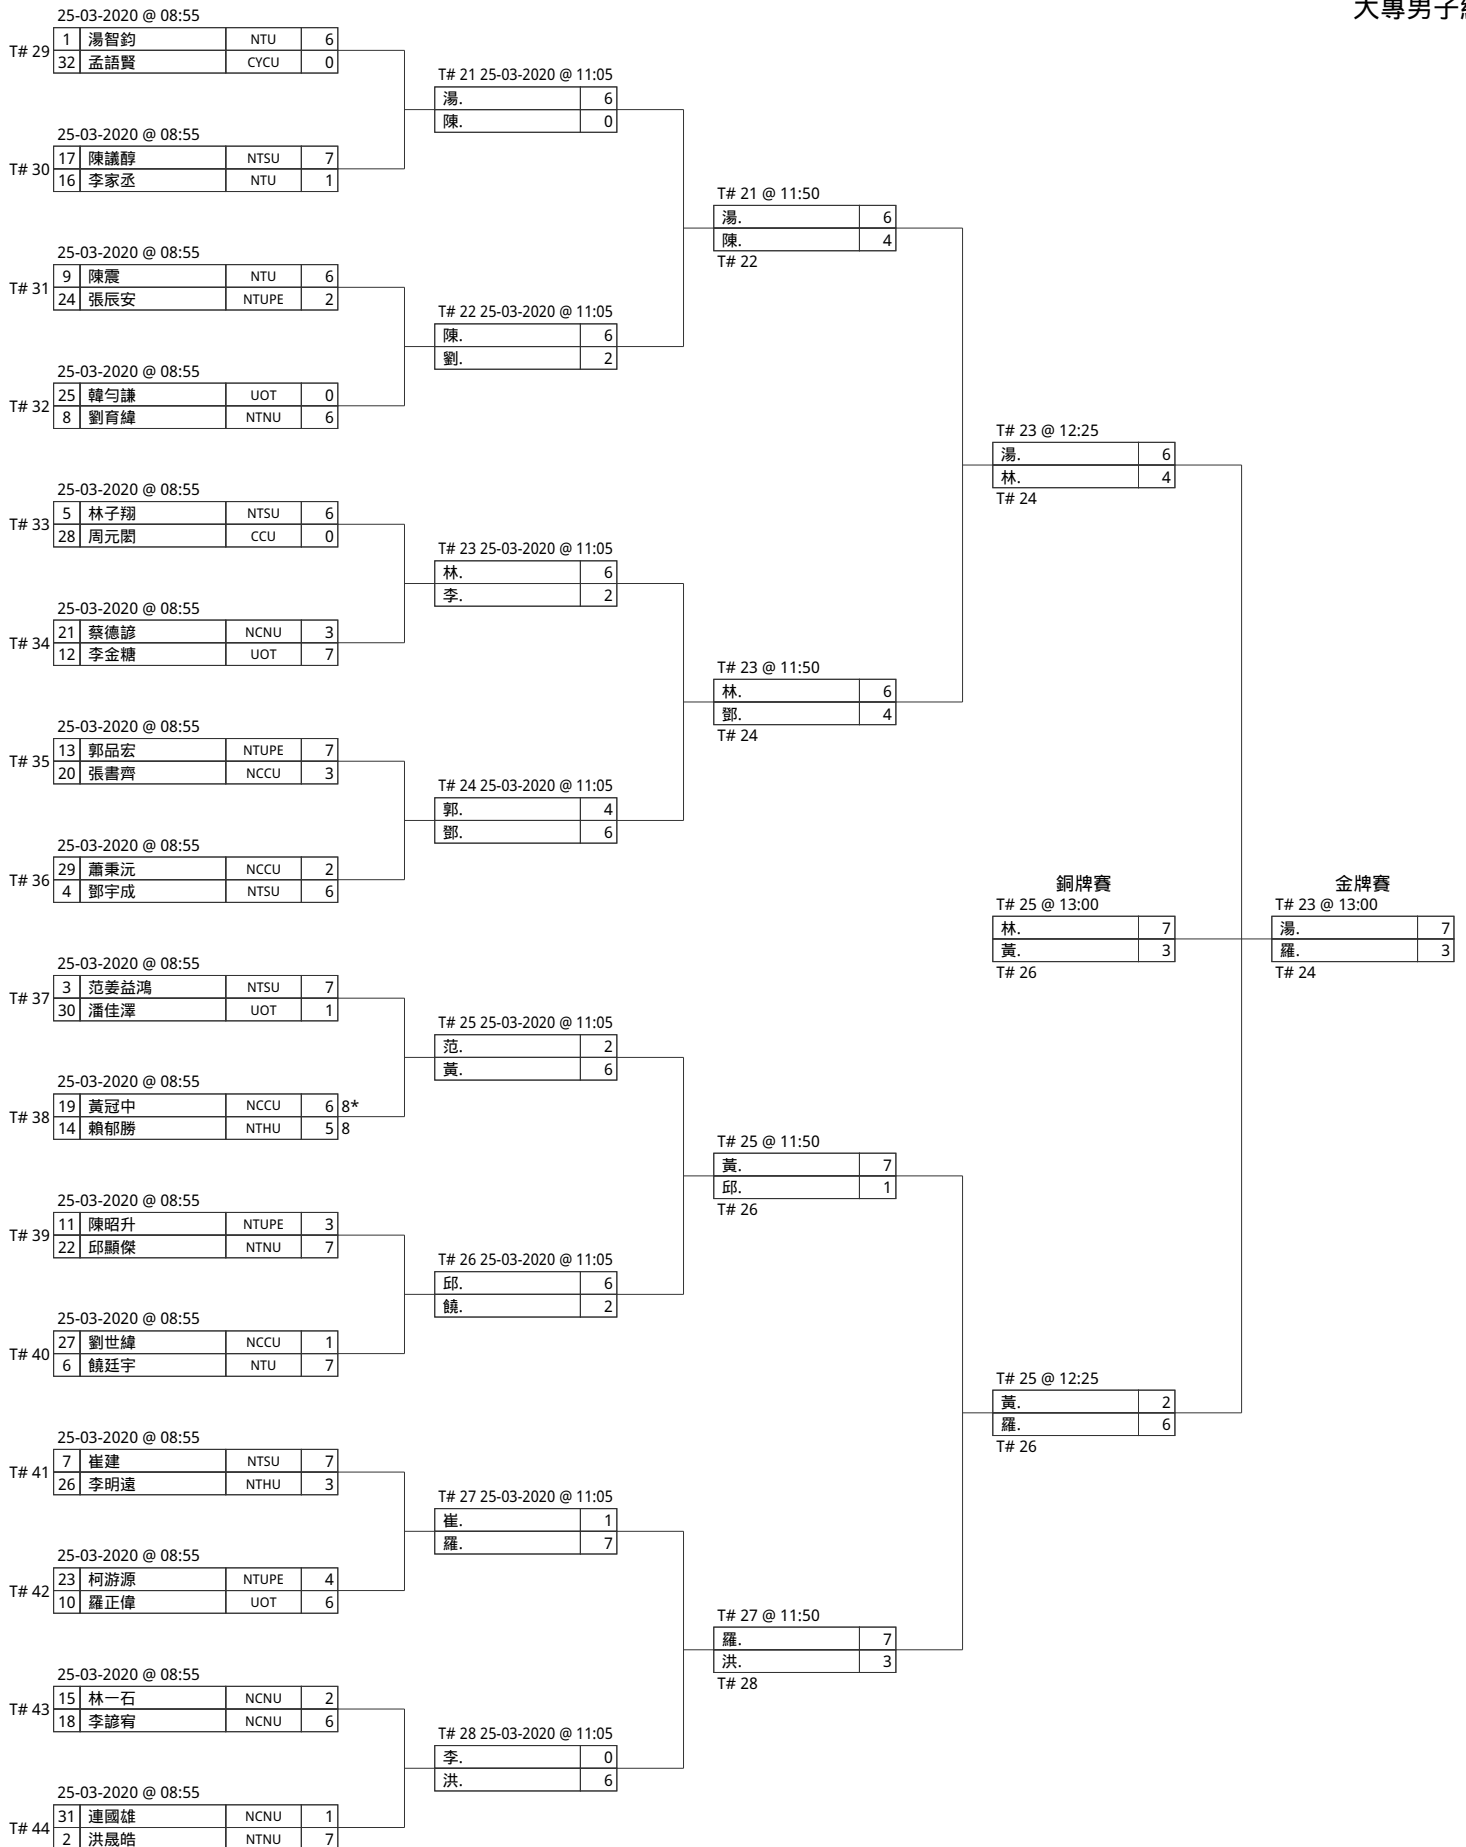 大專男子
25-03-2020 @ 08:55
T# 29
1 湯智鈞 NTU 6
32 孟語賢 CYCU 0
25-03-2020 @ 08:55
T# 30
17 陳議醇 NTSU 7
16 李家丞 NTU 1
25-03-2020 @ 08:55
T# 31
9 陳震 NTU 6
24 張辰安 NTUPE 2
25-03-2020 @ 08:55
T# 32
25 韓勻謙 UOT 0
8 劉育緯 NTNU 6
25-03-2020 @ 08:55
T# 33
5 林子翔 NTSU 6
28 周元閎 CCU 0
25-03-2020 @ 08:55
T# 34
21 蔡德諺 NCNU 3
12 李金糖 UOT 7
25-03-2020 @ 08:55
T# 35
13 郭品宏 NTUPE 7
20 張書齊 NCCU 3
25-03-2020 @ 08:55
T# 36
29 蕭秉沅 NCCU 2
4 鄧宇成 NTSU 6
25-03-2020 @ 08:55
T# 37
3 范姜益鴻 NTSU 7
30 潘佳澤 UOT 1
25-03-2020 @ 08:55
T# 38
19 黃冠中 NCCU 6 8*
14 賴郁勝 NTHU 5 8
25-03-2020 @ 08:55
T# 39
11 陳昭升 NTUPE 3
22 邱顯傑 NTNU 7
25-03-2020 @ 08:55
T# 40
27 劉世緯 NCCU 1
6 饒廷宇 NTU 7
25-03-2020 @ 08:55
T# 41
7 崔建 NTSU 7
26 李明遠 NTHU 3
25-03-2020 @ 08:55
T# 42
23 柯游源 NTUPE 4
10 羅正偉 UOT 6
25-03-2020 @ 08:55
T# 43
15 林一石 NCNU 2
18 李諺宥 NCNU 6
25-03-2020 @ 08:55
T# 44
31 連國雄 NCNU 1
2 洪晟皓 NTNU 7
T# 21 25-03-2020 @ 11:05
湯. 6
陳. 0
T# 22 25-03-2020 @ 11:05
陳. 6
劉. 2
T# 23 25-03-2020 @ 11:05
林. 6
李. 2
T# 24 25-03-2020 @ 11:05
郭. 4
鄧. 6
T# 25 25-03-2020 @ 11:05
范. 2
黃. 6
T# 26 25-03-2020 @ 11:05
邱. 6
饒. 2
T# 27 25-03-2020 @ 11:05
崔. 1
羅. 7
T# 28 25-03-2020 @ 11:05
李. 0
洪. 6
T# 21 @ 11:50
湯. 6
陳. 4
T# 22
T# 23 @ 11:50
林. 6
鄧. 4
T# 24
T# 25 @ 11:50
黃. 7
邱. 1
T# 26
T# 27 @ 11:50
羅. 7
洪. 3
T# 28
T# 23 @ 12:25
湯. 6
林. 4
T# 24
T# 25 @ 12:25
黃. 2
羅. 6
T# 26
銅牌賽
T# 25 @ 13:00
林. 7
黃. 3
T# 26
金牌賽
T# 23 @ 13:00
湯. 7
羅. 3
T# 24